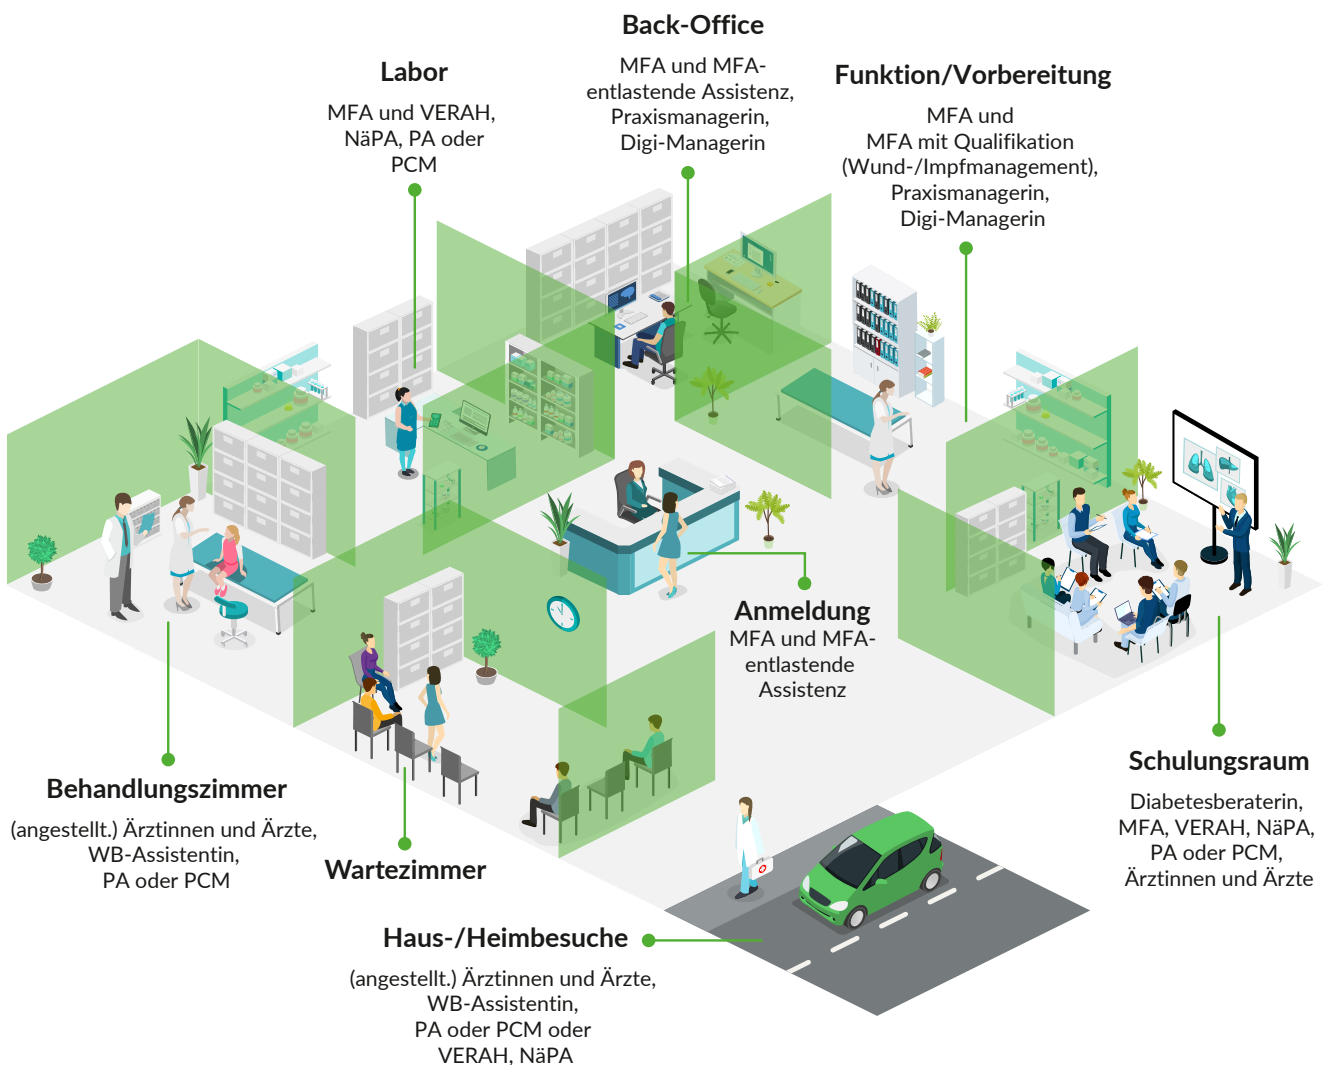 Back-Office
MFA und MFA-
entlastende Assistenz,
Praxismanagerin,
Digi-Managerin
Labor
MFA und VERAH,
NäPA, PA oder
PCM
Funktion/Vorbereitung
MFA und
MFA mit Qualifikation
(Wund-/Impfmanagement),
Praxismanagerin,
Digi-Managerin
Anmeldung
MFA und MFA-
entlastende
Assistenz
Behandlungszimmer
(angestellt.) Ärztinnen und Ärzte,
WB-Assistentin,
PA oder PCM
Wartezimmer
Schulungsraum
Diabetesberaterin,
MFA, VERAH, NäPA,
PA oder PCM,
Ärztinnen und Ärzte
Haus-/Heimbesuche
(angestellt.) Ärztinnen und Ärzte,
WB-Assistentin,
PA oder PCM oder
VERAH, NäPA